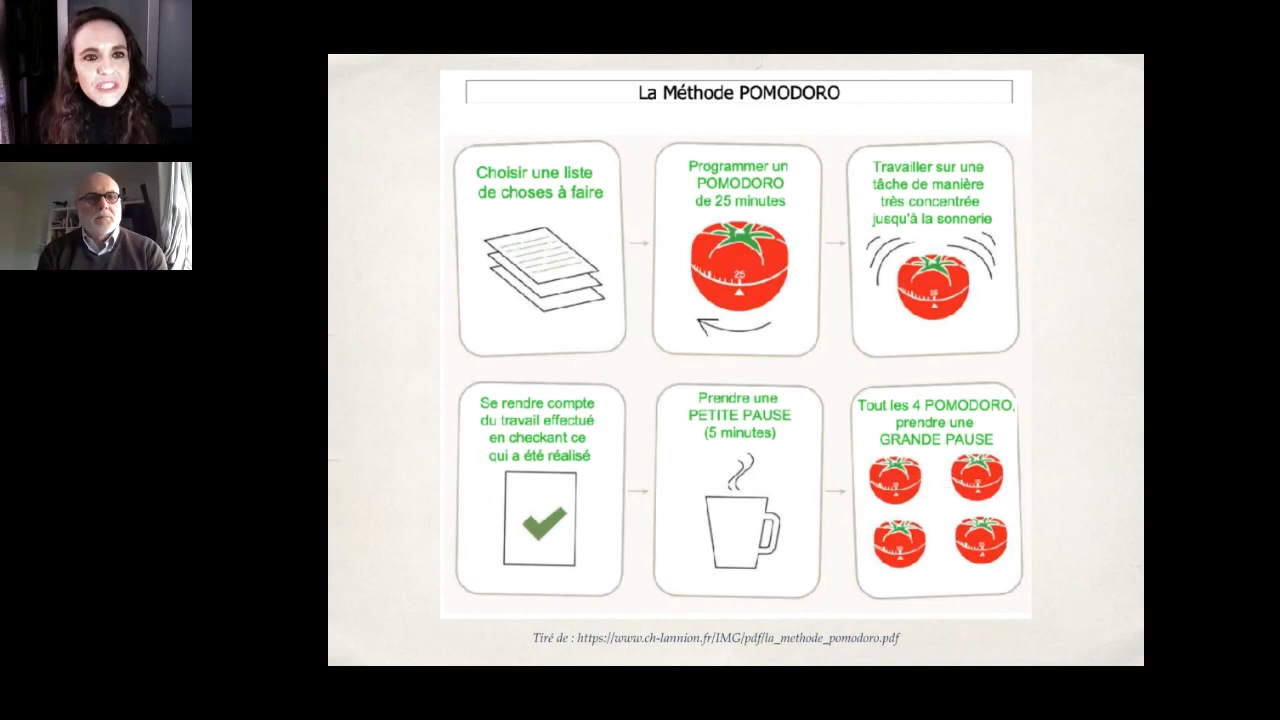 La Méthode POMODORO
Choisir une liste
de choses à faire
Programmer un
POMODORO
de 25 minutes
25
Travailler sur une
tâche de manière
très concentrée
jusqu'à la sonnerie
Se rendre compte
du travail effectué
en checkant ce
qui a été réalisé
Prendre une
PETITE PAUSE
(5 minutes)
Tout les 4 POMODORO,
prendre une
GRANDE PAUSE
Tiré de : https://www.ch-lannion.fr/IMG/pdf/la_methode_pomodoro.pdf